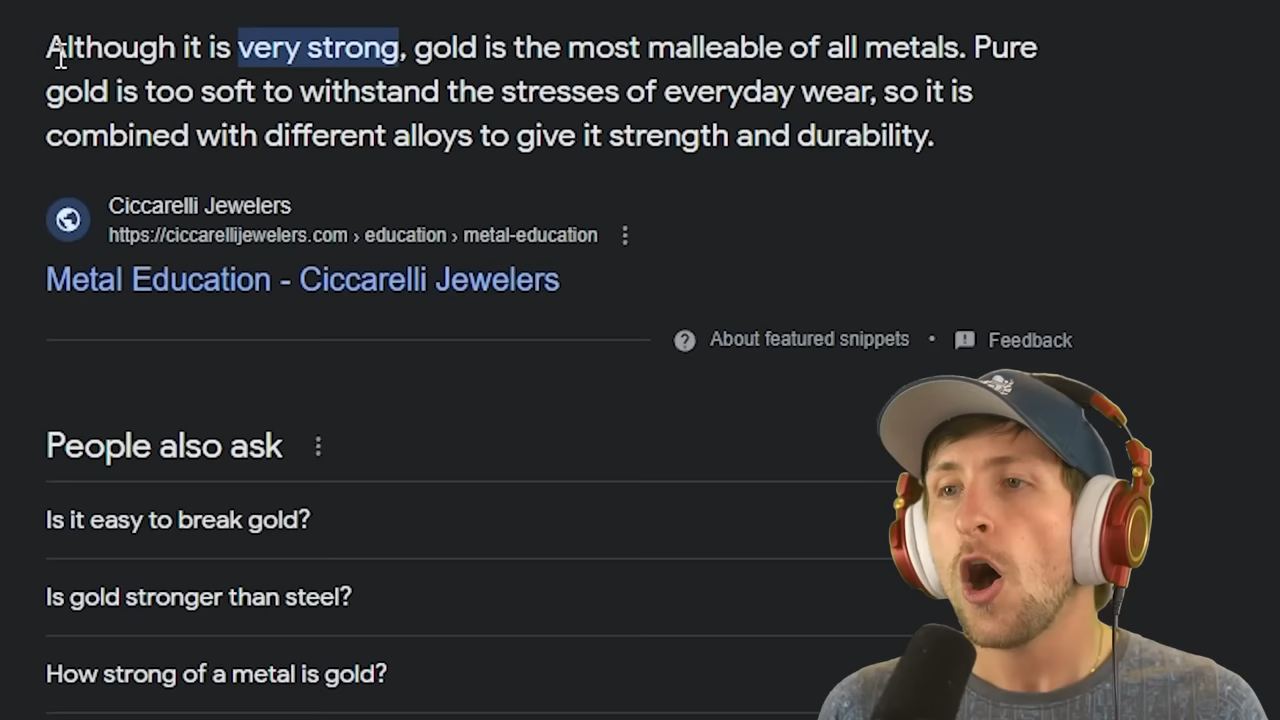 Although it is very strong, gold is the most malleable of all metals. Pure
gold is too soft to withstand the stresses of everyday wear, so it is
combined with different alloys to give it strength and durability.
Ciccarelli Jewelers
https://ciccarellijewelers.com › education › metal-education
Metal Education - Ciccarelli Jewelers
About featured snippets • Feedback
People also ask
Is it easy to break gold?
Is gold stronger than steel?
How strong of a metal is gold?